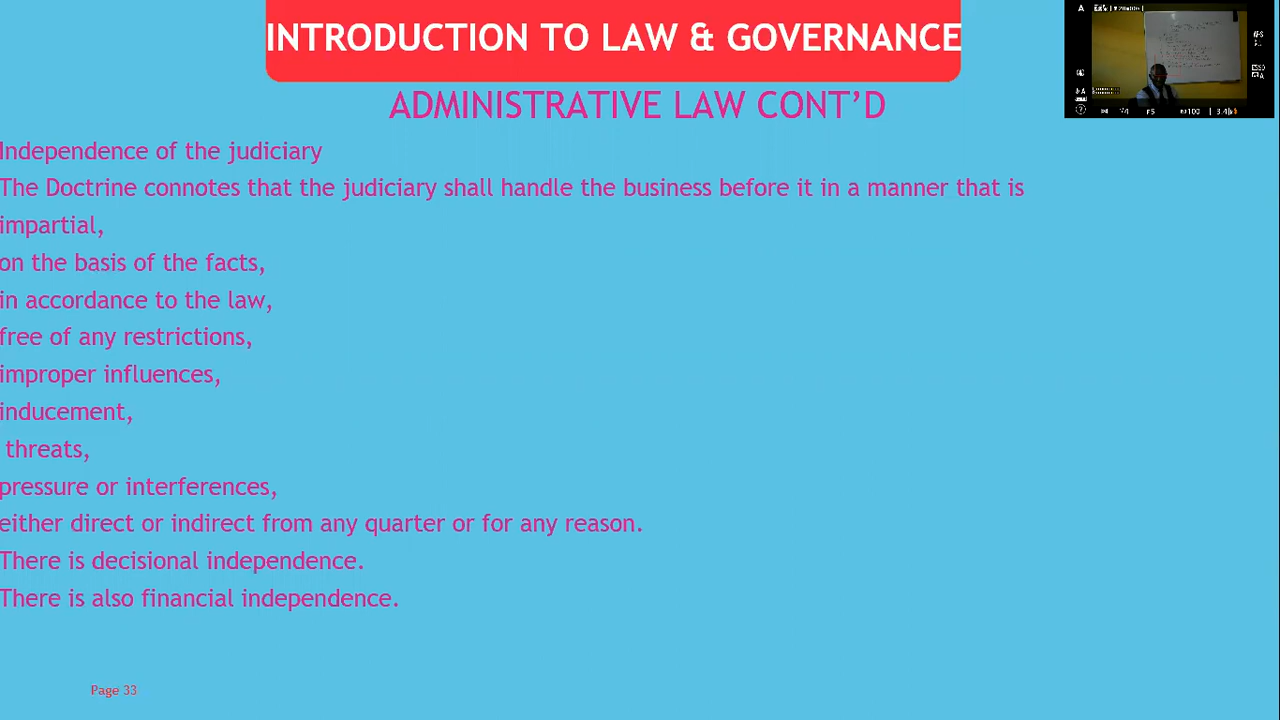 INTRODUCTION TO LAW & GOVERNANCE
ADMINISTRATIVE LAW CONT’D
Independence of the judiciary
The Doctrine connotes that the judiciary shall handle the business before it in a manner that is
impartial,
on the basis of the facts,
in accordance to the law,
free of any restrictions,
improper influences,
inducement,
threats,
pressure or interferences,
either direct or indirect from any quarter or for any reason.
There is decisional independence.
There is also financial independence.
Page 33